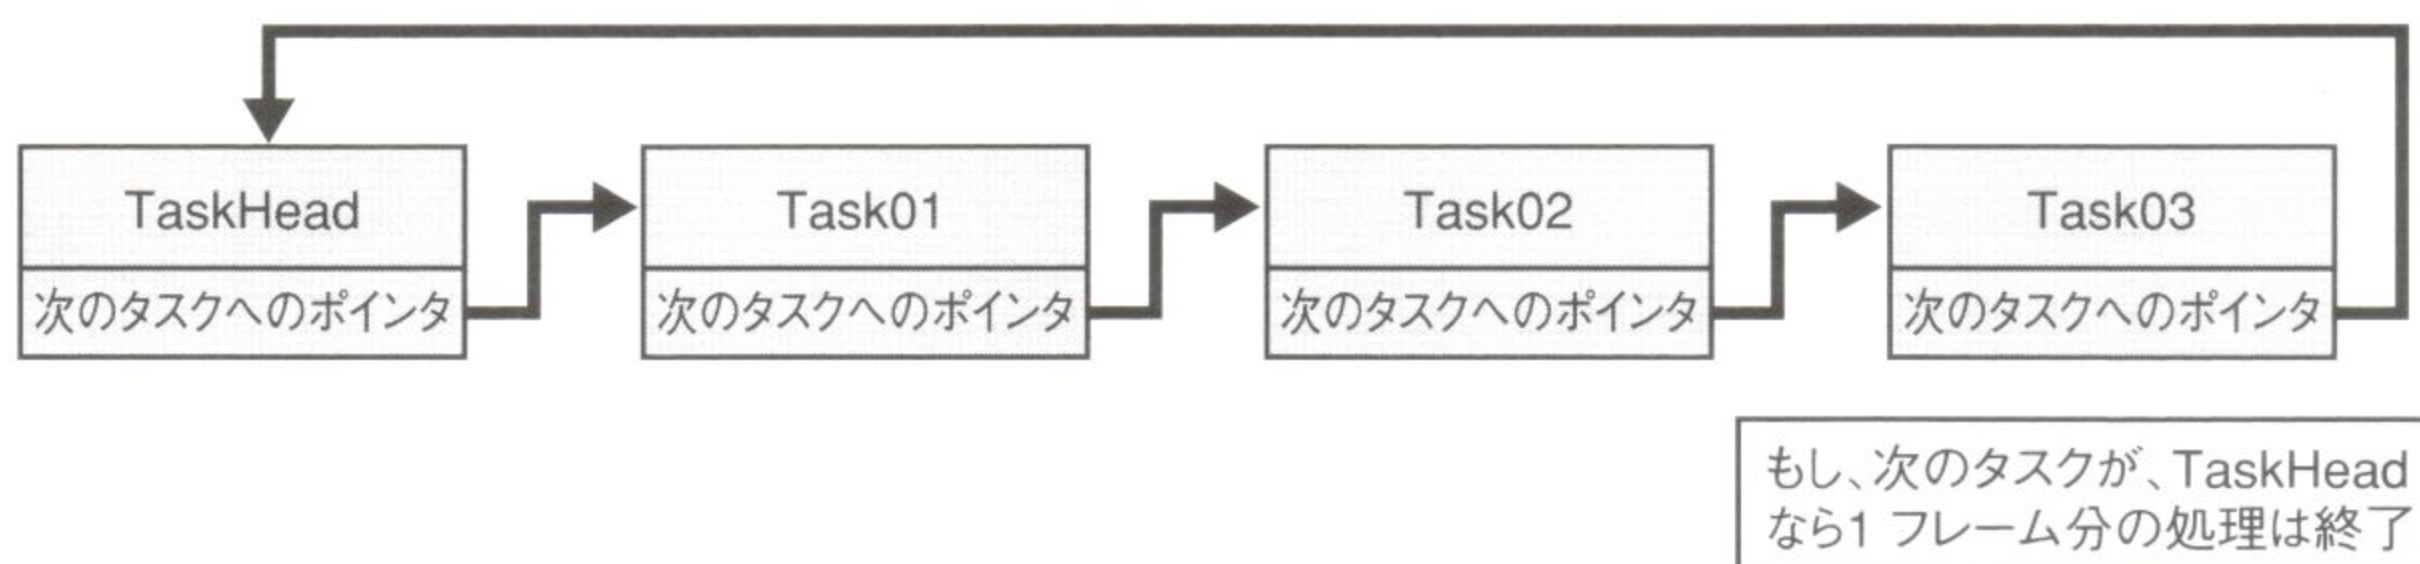 TaskHead
次のタスクへのポインタ
Task01
次のタスクへのポインタ
Task02
次のタスクへのポインタ
Task03
次のタスクへのポインタ
もし、次のタスクが、TaskHead
なら1 フレーム分の処理は終了